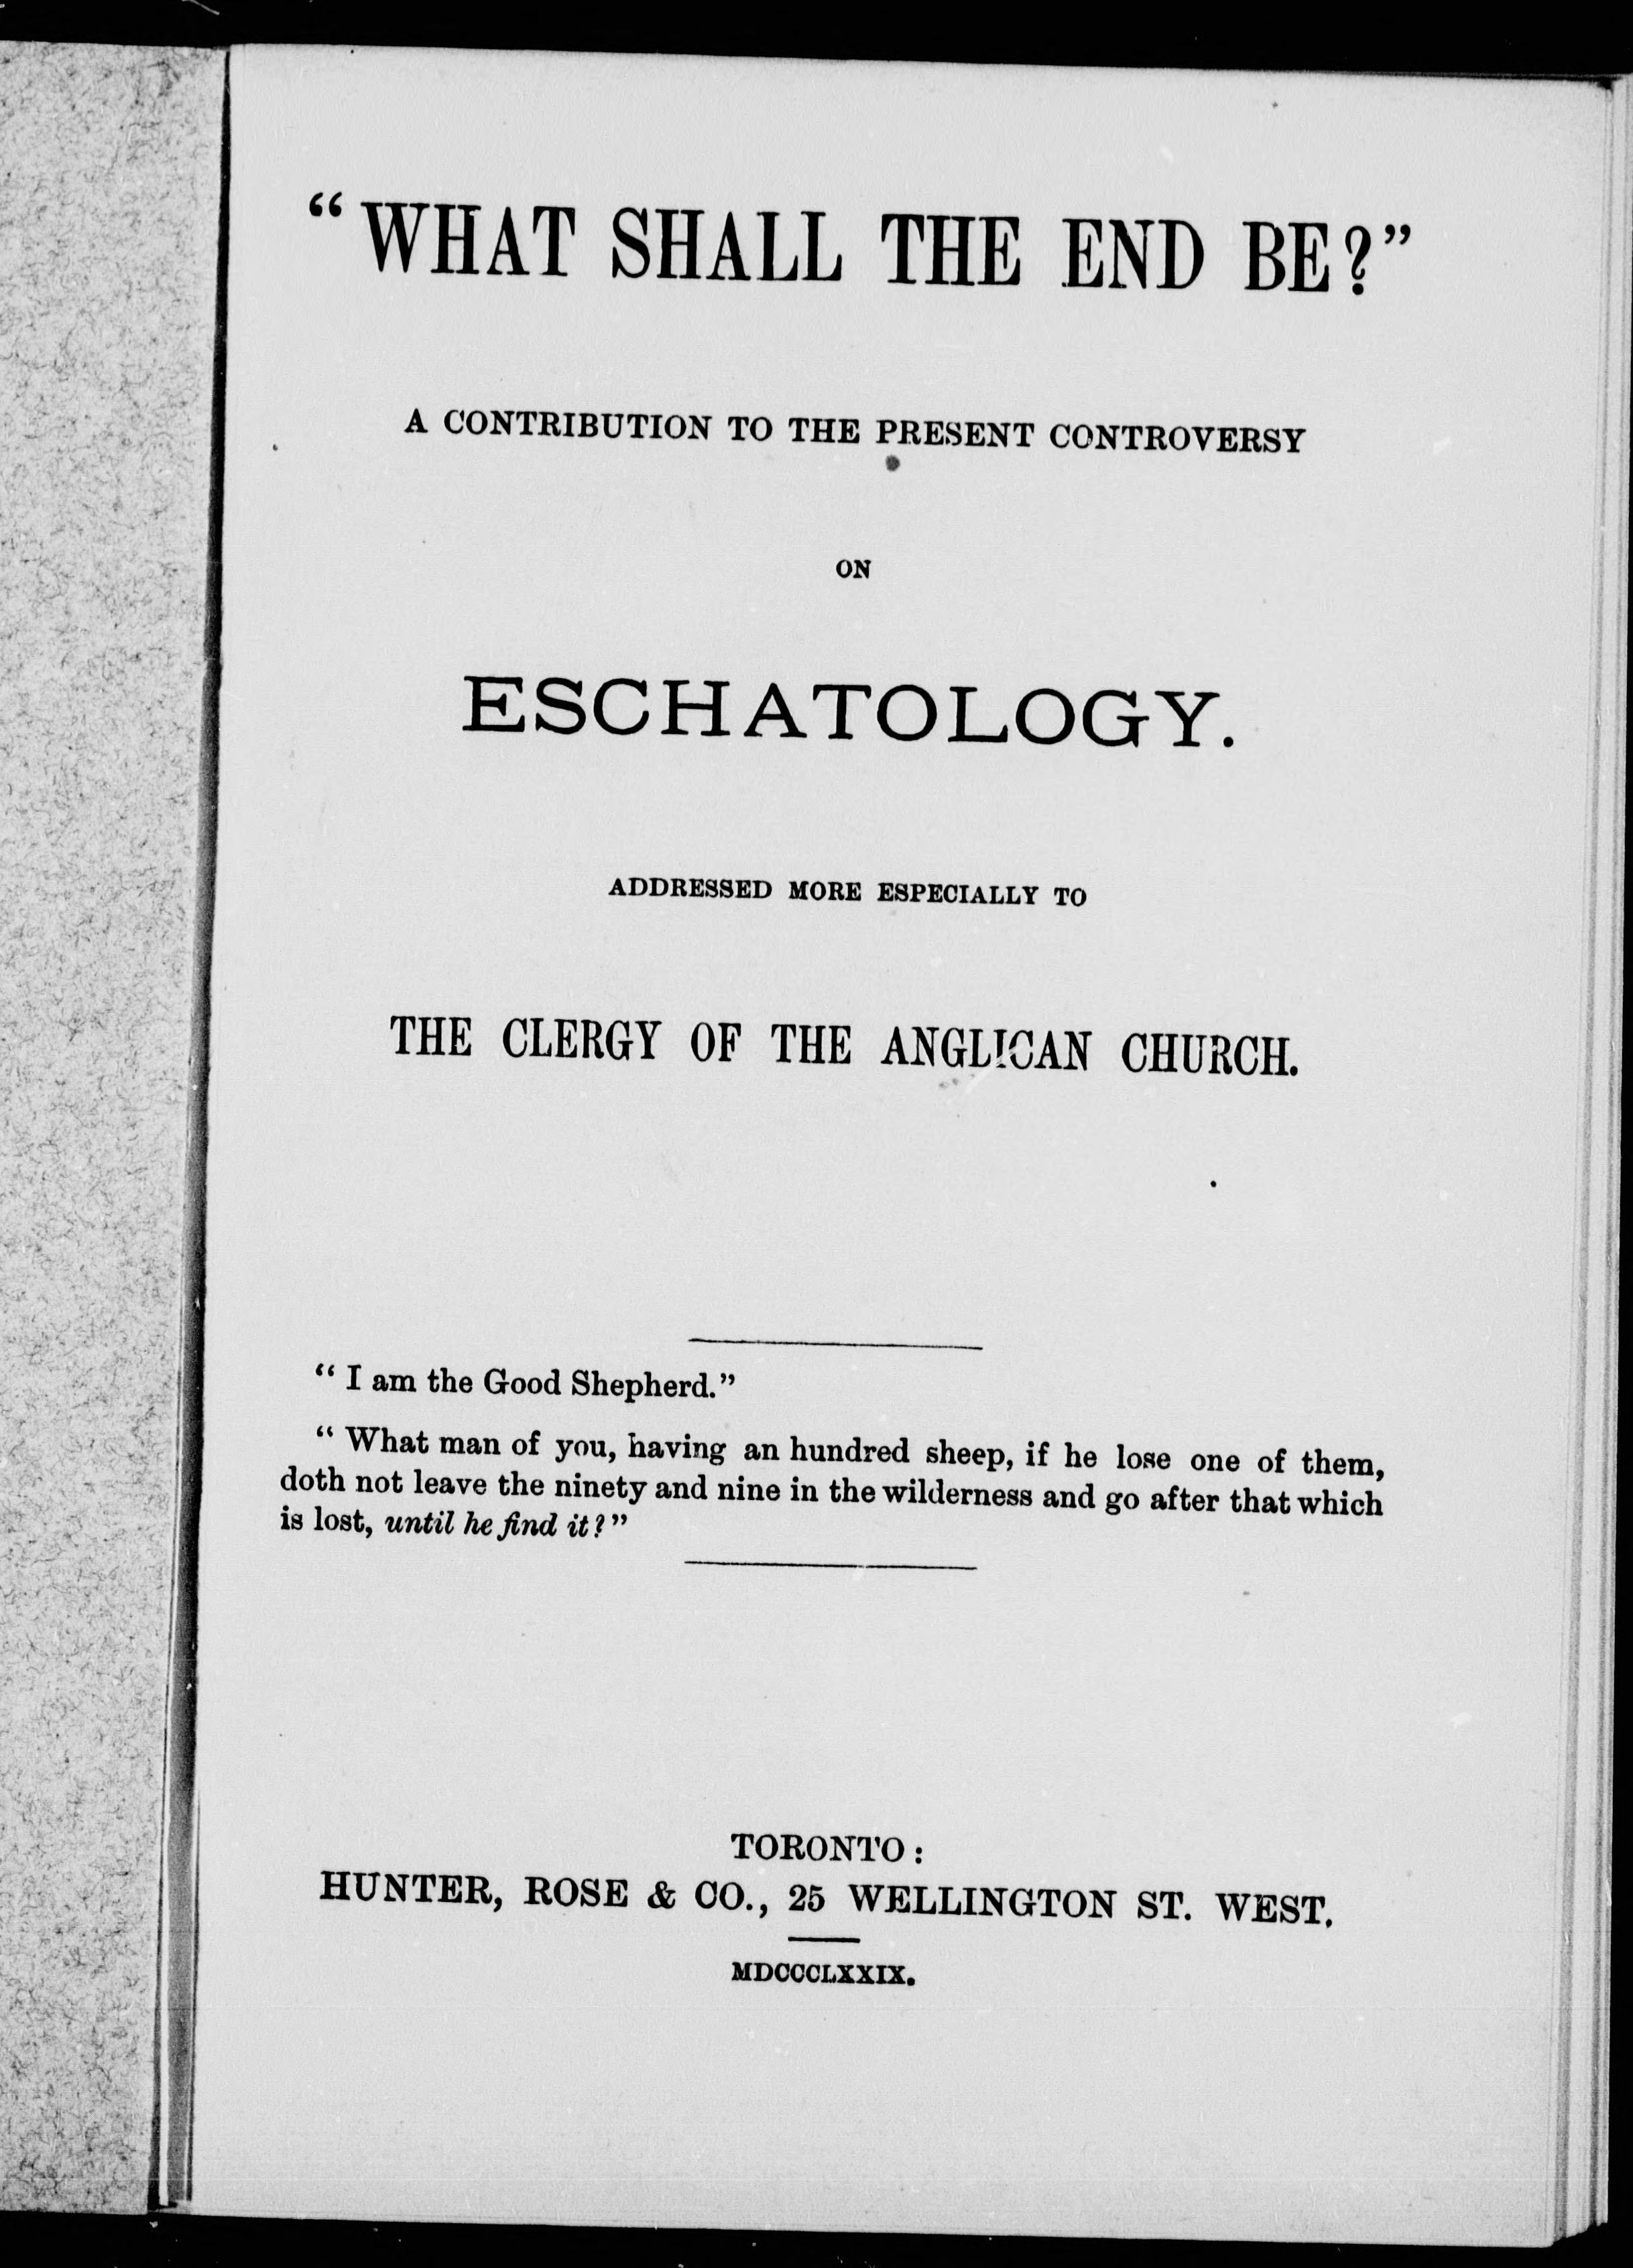 “WHAT SHALL THE END BE?”
A CONTRIBUTION TO THE PRESENT CONTROVERSY
ON
ESCHATOLOGY.
ADDRESSED MORE ESPECIALLY TO
THE CLERGY OF THE ANGLICAN CHURCH.
“I am the Good Shepherd.”
“What man of you, having an hundred sheep, if he lose one of them,
doth not leave the ninety and nine in the wilderness and go after that which
is lost, until he find it?”
TORONTO:
HUNTER, ROSE & CO., 25 WELLINGTON ST. WEST.
MDCCCLXXIX.